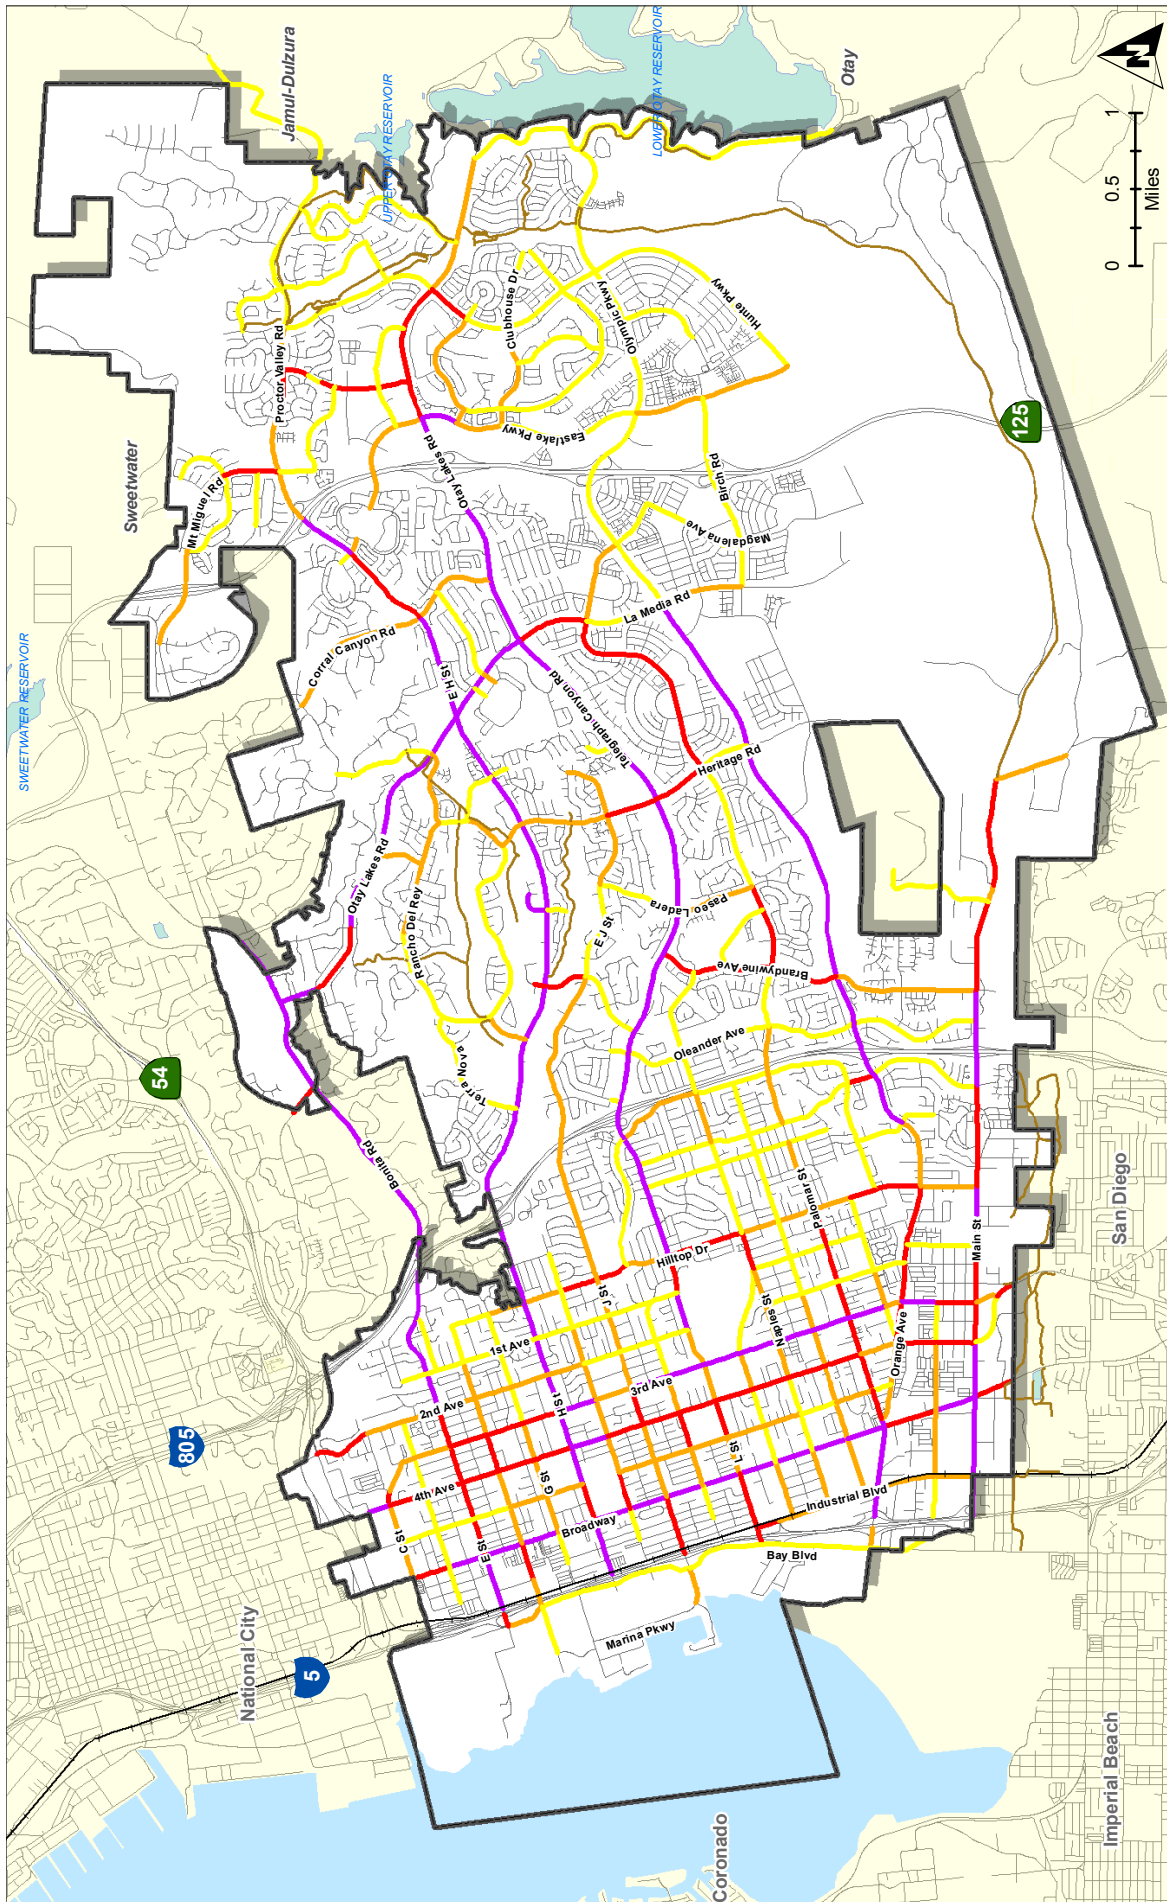 SWEETWATER RESERVOIR
Sweetwater
Jamul-Dulzura
UPPER OTAY RESERVOIR
LOWER OTAY RESERVOIR
Otay
N
0 0.5 1
Miles
125
54
805
5
National City
Coronado
Imperial Beach
San Diego
Mt Miguel Rd
Proctor Valley Rd
Corral Canyon Rd
Otay Lakes Rd
Clubhouse Dr
Olympic Pkwy
Hunte Pkwy
Eastlake Pkwy
Birch Rd
Magdalena Ave
La Media Rd
E H St
Telegraph Canyon Rd
Heritage Rd
Otay Lakes Rd
Rancho Del Rey
E J St
Paseo Ladera
Brandywine Ave
Terra Nova
Oleander Ave
Bonita Rd
Palomar St
Main St
Hilltop Dr
J St
1st Ave
Naples St
Orange Ave
2nd Ave
H St
3rd Ave
L St
4th Ave
G St
Industrial Blvd
C St
E St
Broadway
Bay Blvd
Marina Pkwy